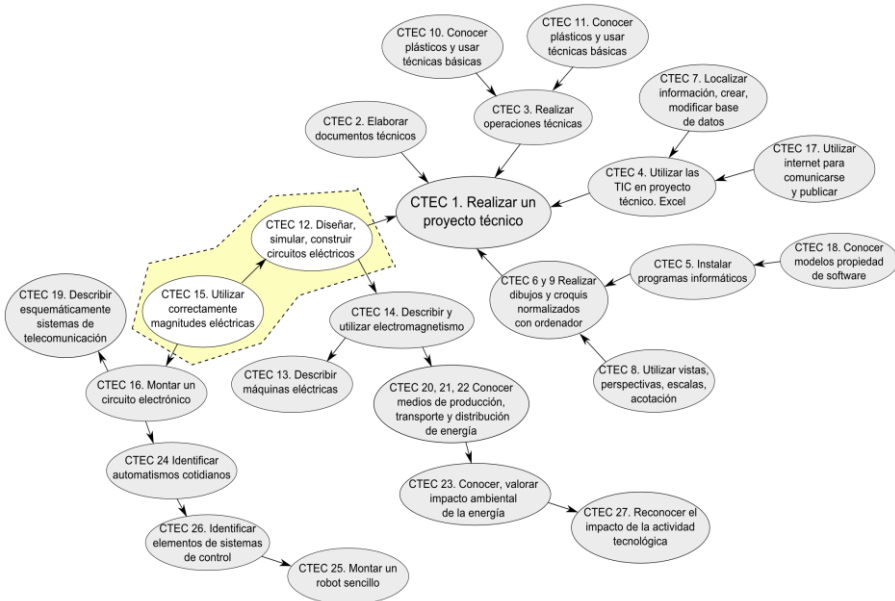 CTEC 10. Conocer
plásticos y usar
técnicas básicas
CTEC 11. Conocer
plásticos y usar
técnicas básicas
CTEC 7. Localizar
información, crear,
modificar base
de datos
CTEC 2. Elaborar
documentos técnicos
CTEC 3. Realizar
operaciones técnicas
CTEC 17. Utilizar
internet para
comunicarse
y publicar
CTEC 4. Utilizar las
TIC en proyecto
técnico. Excel
CTEC 1. Realizar un
proyecto técnico
CTEC 12. Diseñar,
simular, construir
circuitos eléctricos
CTEC 18. Conocer
modelos propiedad
de software
CTEC 5. Instalar
programas informáticos
CTEC 6 y 9 Realizar
dibujos y croquis
normalizados
con ordenador
CTEC 15. Utilizar
correctamente
magnitudes eléctricas
CTEC 19. Describir
esquemáticamente
sistemas de
telecomunicación
CTEC 14. Describir y
utilizar electromagnetismo
CTEC 13. Describir
máquinas eléctricas
CTEC 8. Utilizar vistas,
perspectivas, escalas,
acotación
CTEC 16. Montar un
circuito electrónico
CTEC 20, 21, 22 Conocer
medios de producción,
transporte y distribución
de energía
CTEC 24 Identificar
automatismos cotidianos
CTEC 23. Conocer, valorar
impacto ambiental
de la energía
CTEC 26. Identificar
elementos de sistemas
de control
CTEC 27. Reconocer el
impacto de la actividad
tecnológica
CTEC 25. Montar un
robot sencillo